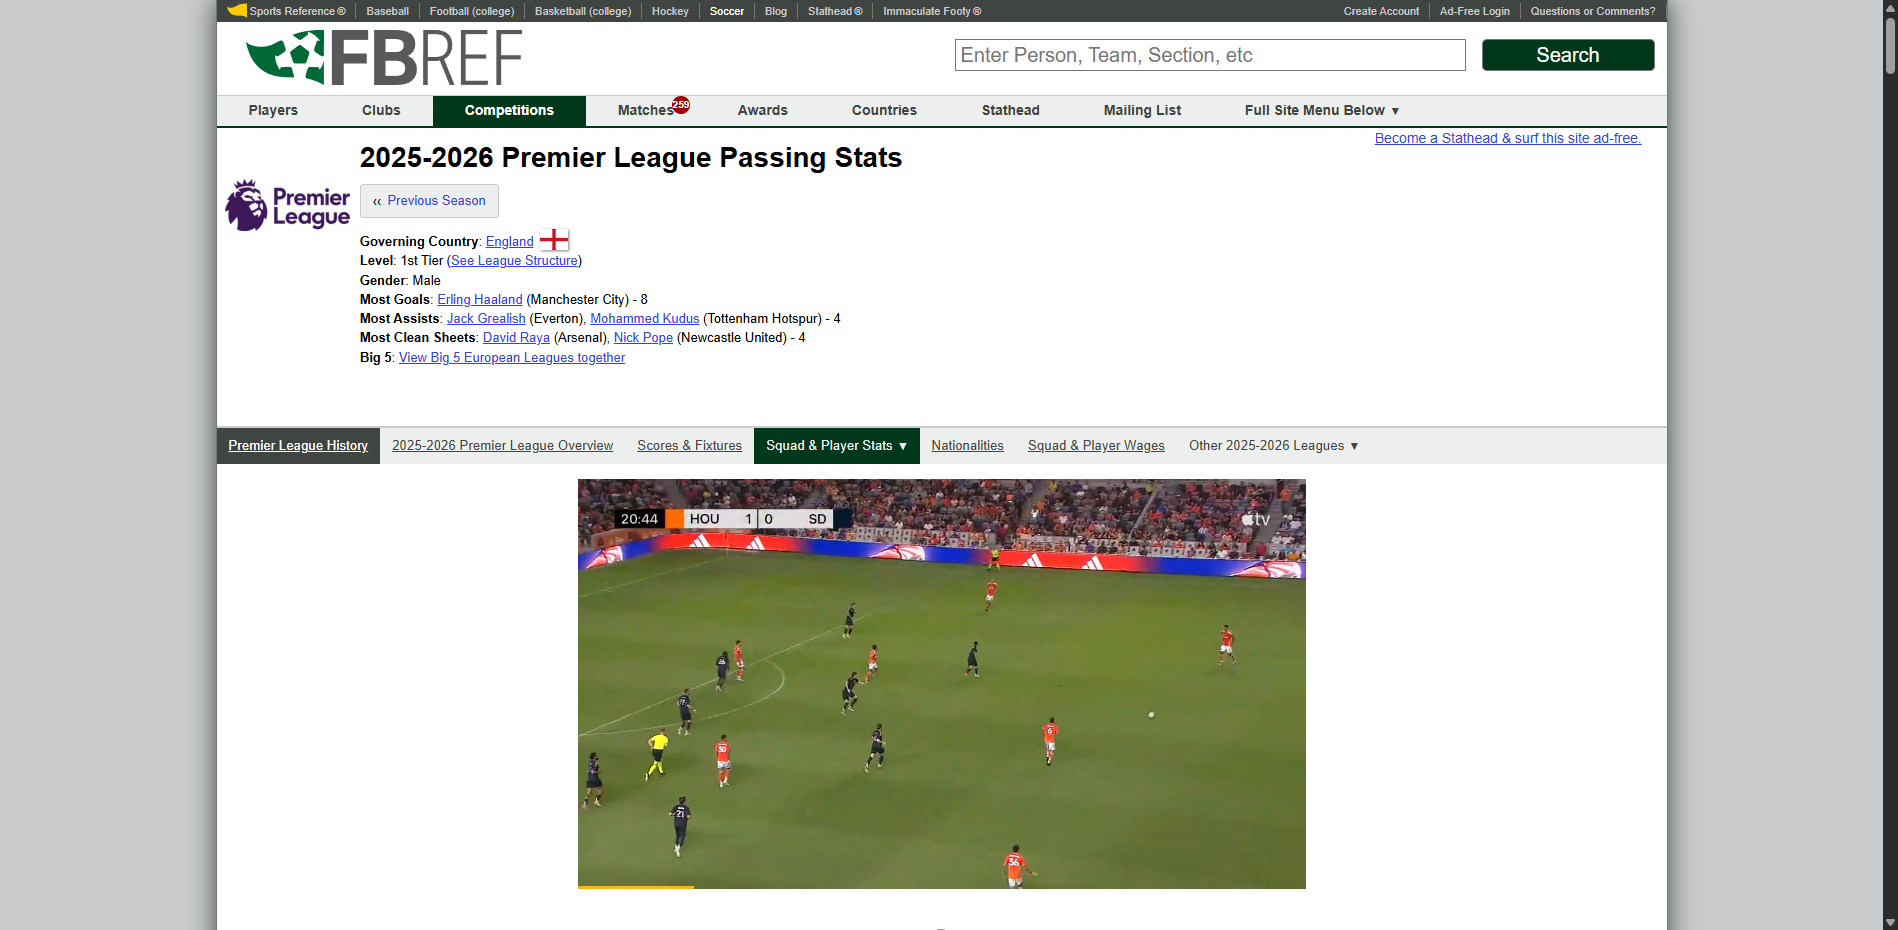 Sports Reference ® Baseball Football (college) Basketball (college) Hockey Soccer Blog Stathead ® Immaculate Footy ® Create Account Ad-Free Login Questions or Comments?
FBREF
Enter Person, Team, Section, etc Search
Players Clubs Competitions Matches 259 Awards Countries Stathead Mailing List Full Site Menu Below ▼
Become a Stathead & surf this site ad-free.
2025-2026 Premier League Passing Stats
Premier
League
« Previous Season
Governing Country: England
Level: 1st Tier (See League Structure)
Gender: Male
Most Goals: Erling Haaland (Manchester City) - 8
Most Assists: Jack Grealish (Everton), Mohammed Kudus (Tottenham Hotspur) - 4
Most Clean Sheets: David Raya (Arsenal), Nick Pope (Newcastle United) - 4
Big 5: View Big 5 European Leagues together
Premier League History 2025-2026 Premier League Overview Scores & Fixtures Squad & Player Stats ▼ Nationalities Squad & Player Wages Other 2025-2026 Leagues ▼
20:44 HOU 1 0 SD
tv
6
30
21
36